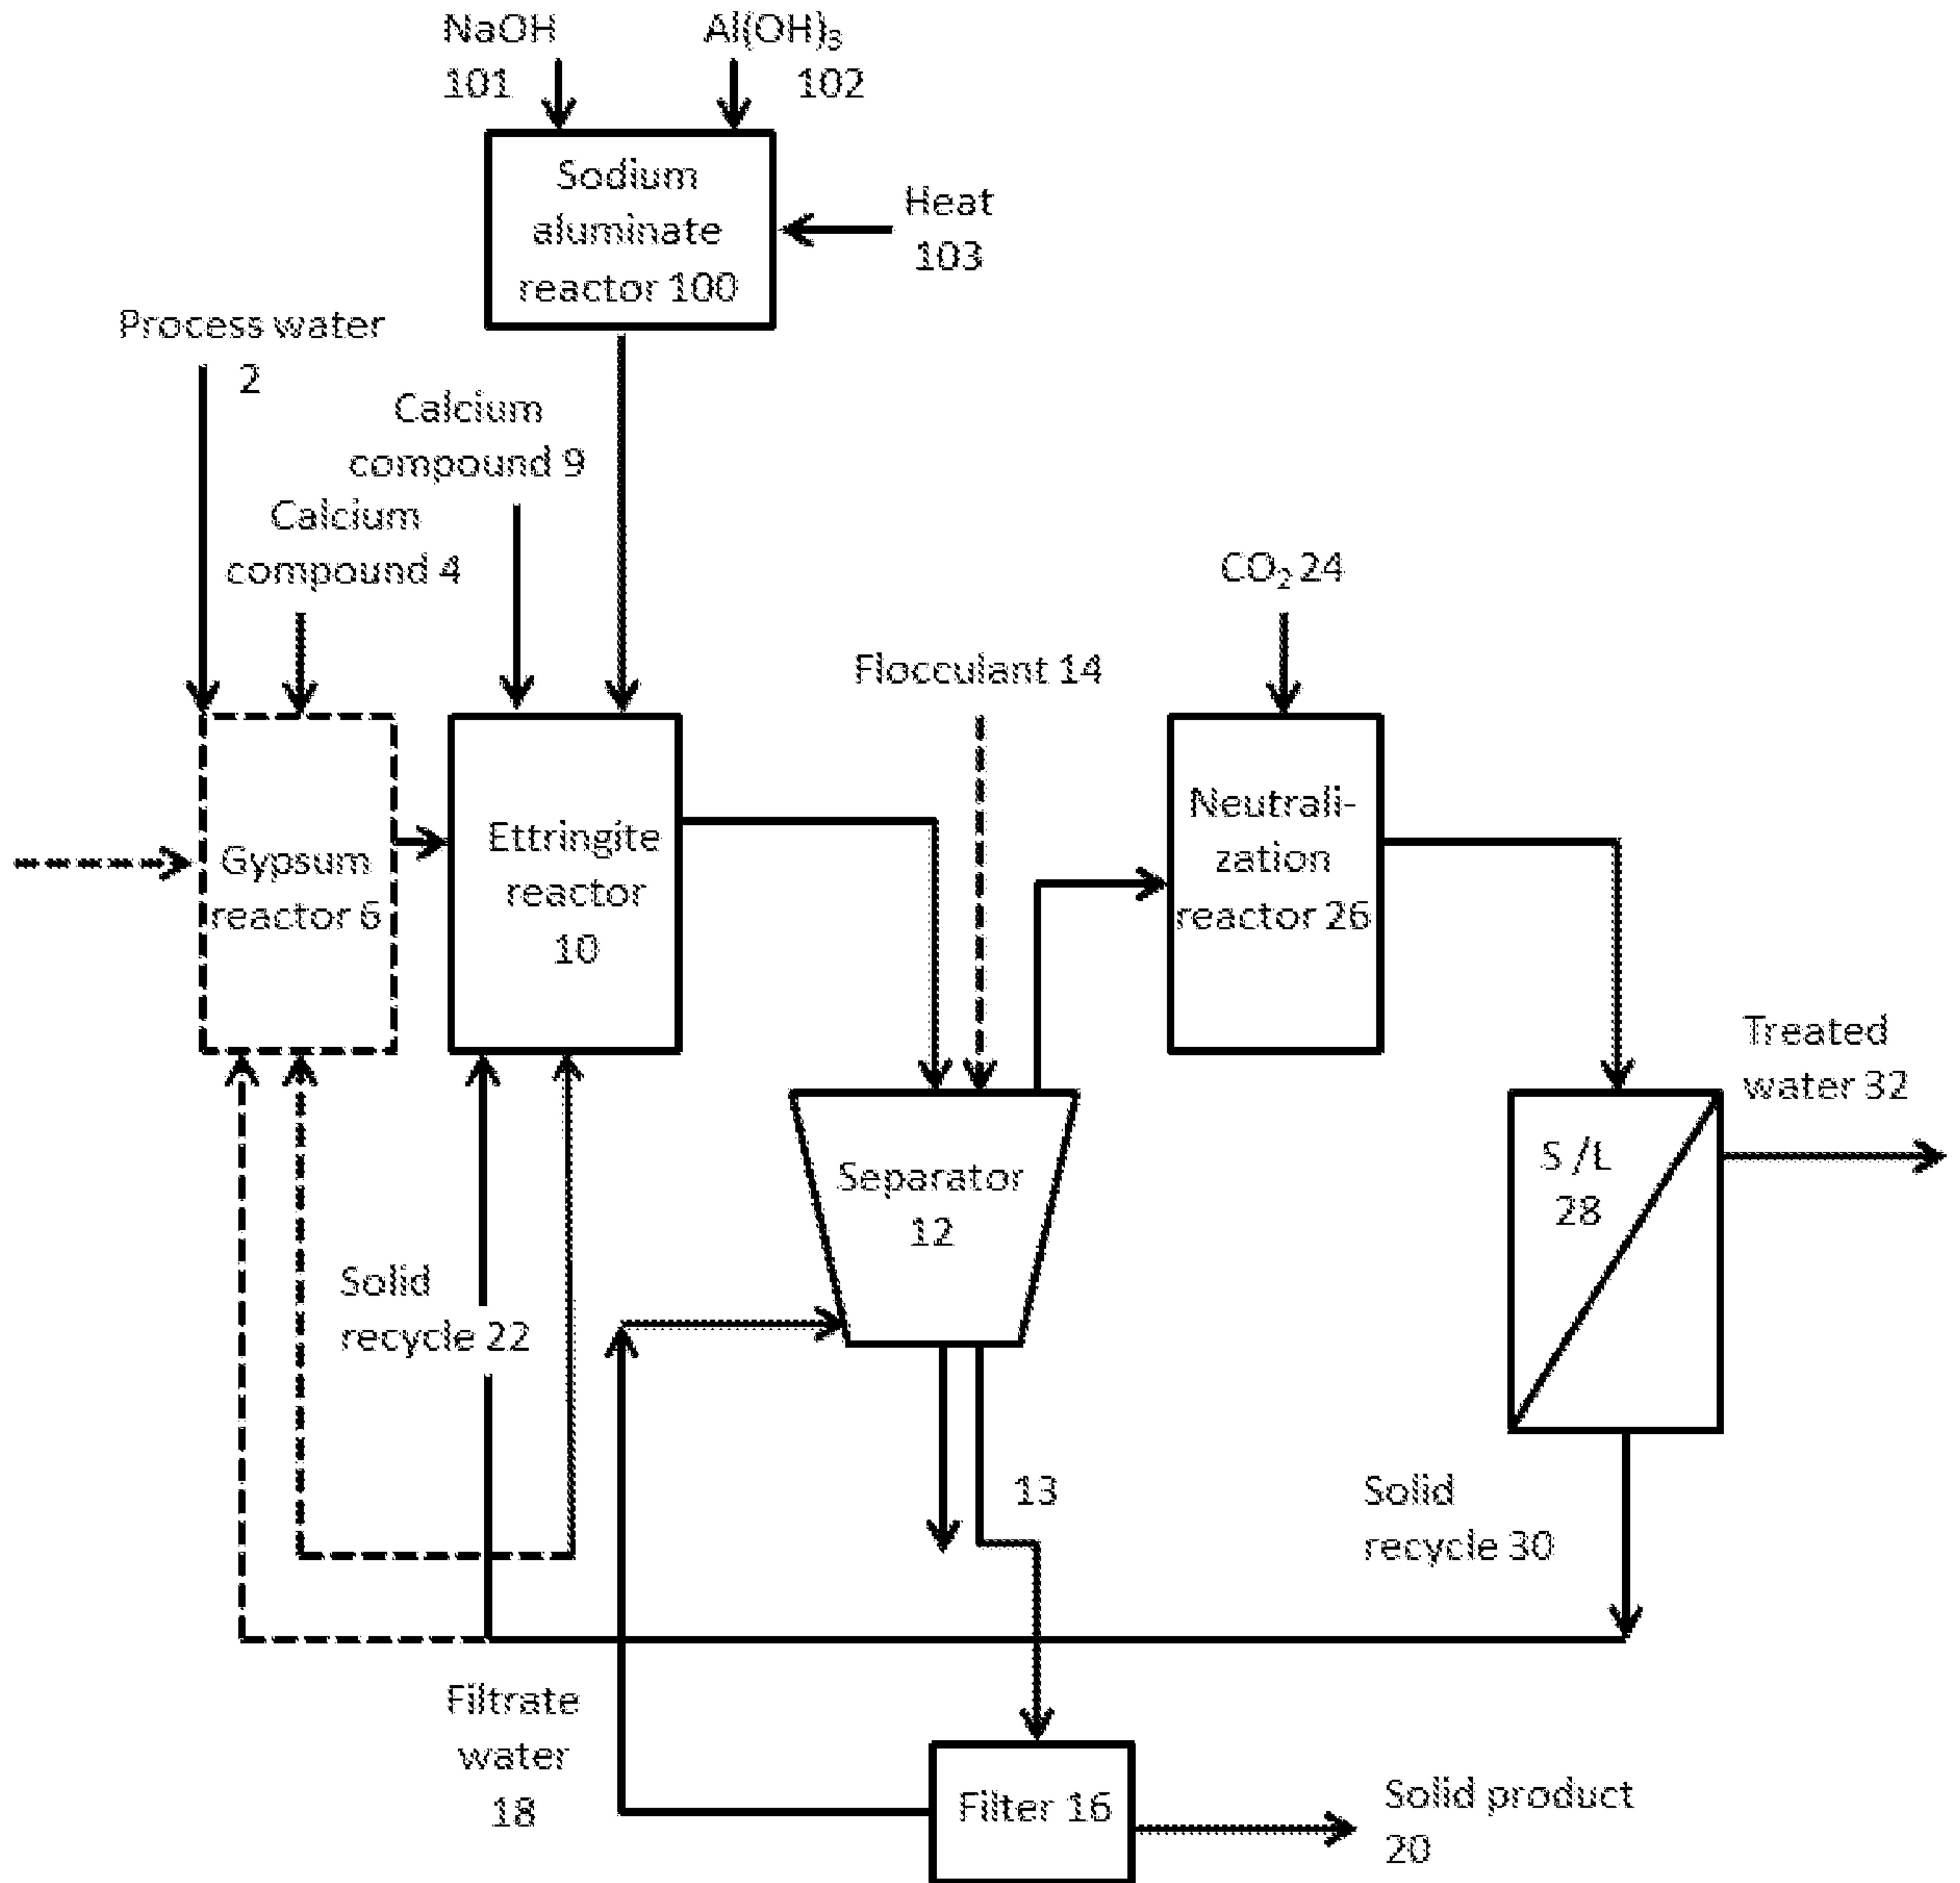 NaOH
101
Al(OH)₃
102
Sodium
aluminate
reactor 100
Heat
103
Process water
2
Calcium
compound 9
Calcium
compound 4
CO₂ 24
Flocculant 14
Gypsum
reactor 6
Ettringite
reactor
10
Neutrali-
zation
reactor 26
Treated
water 32
Separator
12
S /L
28
Solid
recycle 22
13
Solid
recycle 30
Filtrate
water
18
Filter 16
Solid product
20